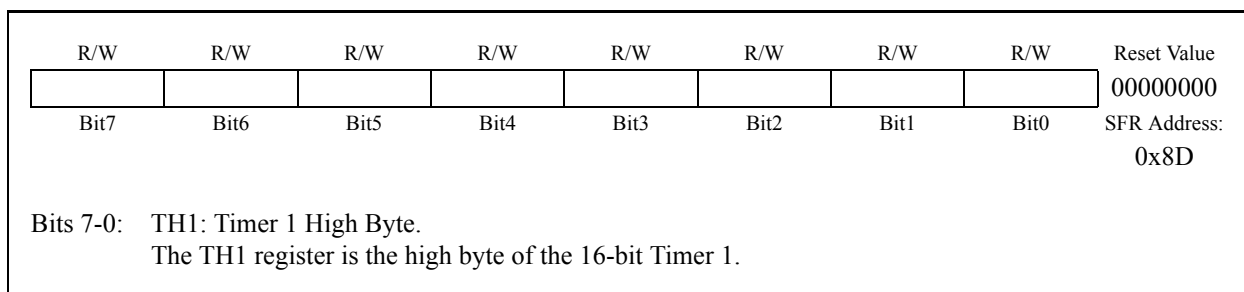 R/W R/W R/W R/W R/W R/W R/W R/W Reset Value
00000000
Bit7 Bit6 Bit5 Bit4 Bit3 Bit2 Bit1 Bit0 SFR Address:
0x8D
Bits 7-0: TH1: Timer 1 High Byte.
The TH1 register is the high byte of the 16-bit Timer 1.